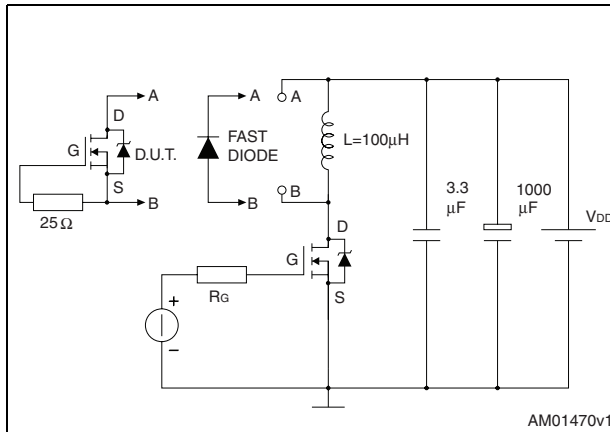 A
A
A
D
G
D.U.T.
FAST
DIODE
L=100μH
S
B
B
B
25Ω
3.3
μF
1000
μF
VDD
D
G
S
RG
+
–
AM01470v1